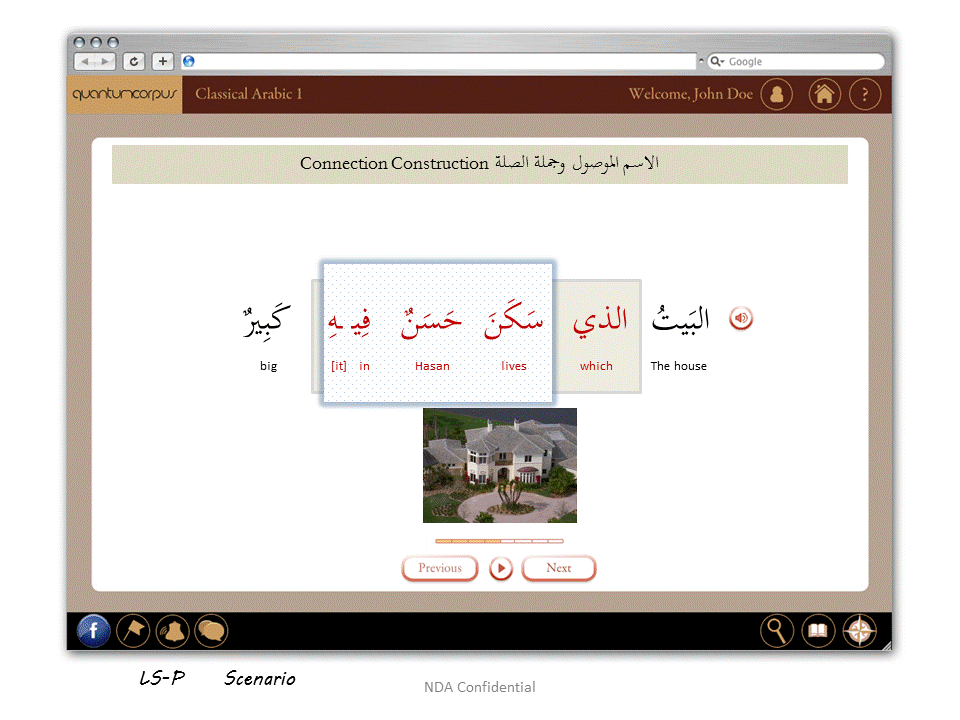 Google
quantumcorpus Classical Arabic 1 Welcome, John Doe ?
Connection Construction الاسم الموصول وجملة الصلة
البَيتُ الذي سَكَنَ حَسَنٌ فِيـهِ كَبِيرٌ
big [it] in Hasan lives which The house
Previous Next
f
LS-P Scenario
NDA Confidential